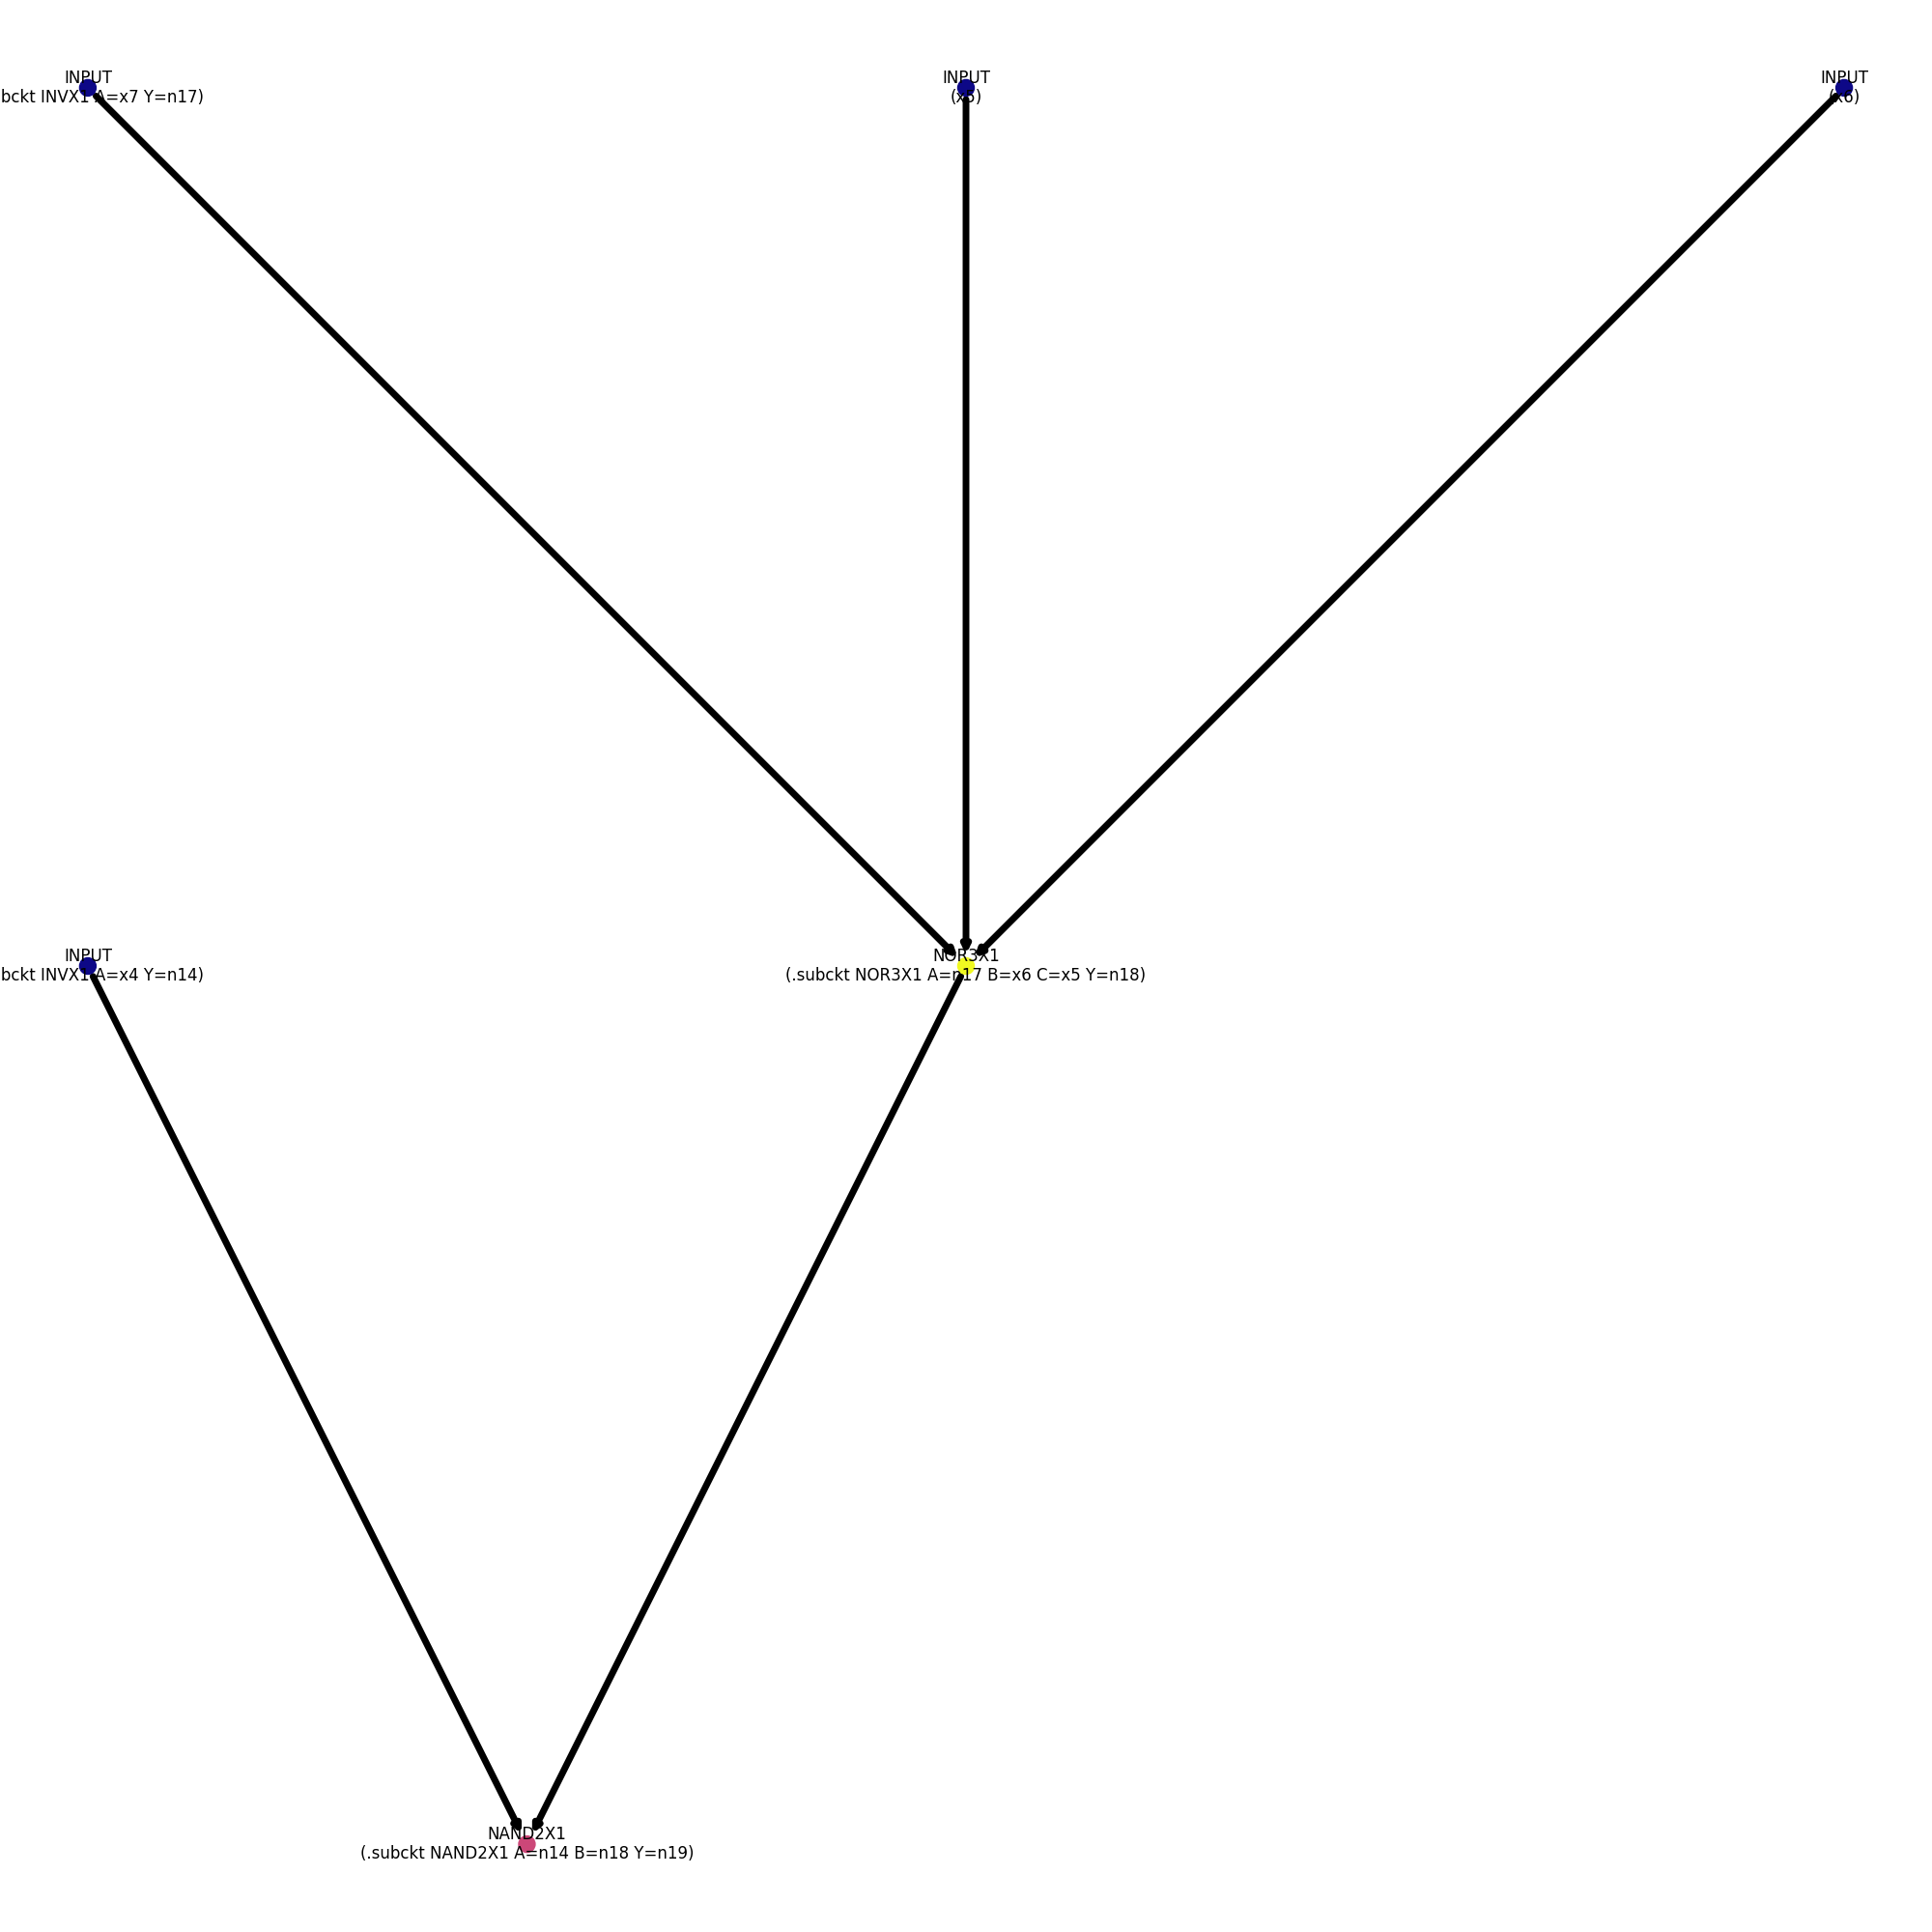 INPUT
bckt INVX1 A=x7 Y=n17)
INPUT
(x5)
INPUT
(x6)
INPUT
bckt INVX1 A=x4 Y=n14)
NOR3X1
(.subckt NOR3X1 A=n17 B=x6 C=x5 Y=n18)
NAND2X1
(.subckt NAND2X1 A=n14 B=n18 Y=n19)